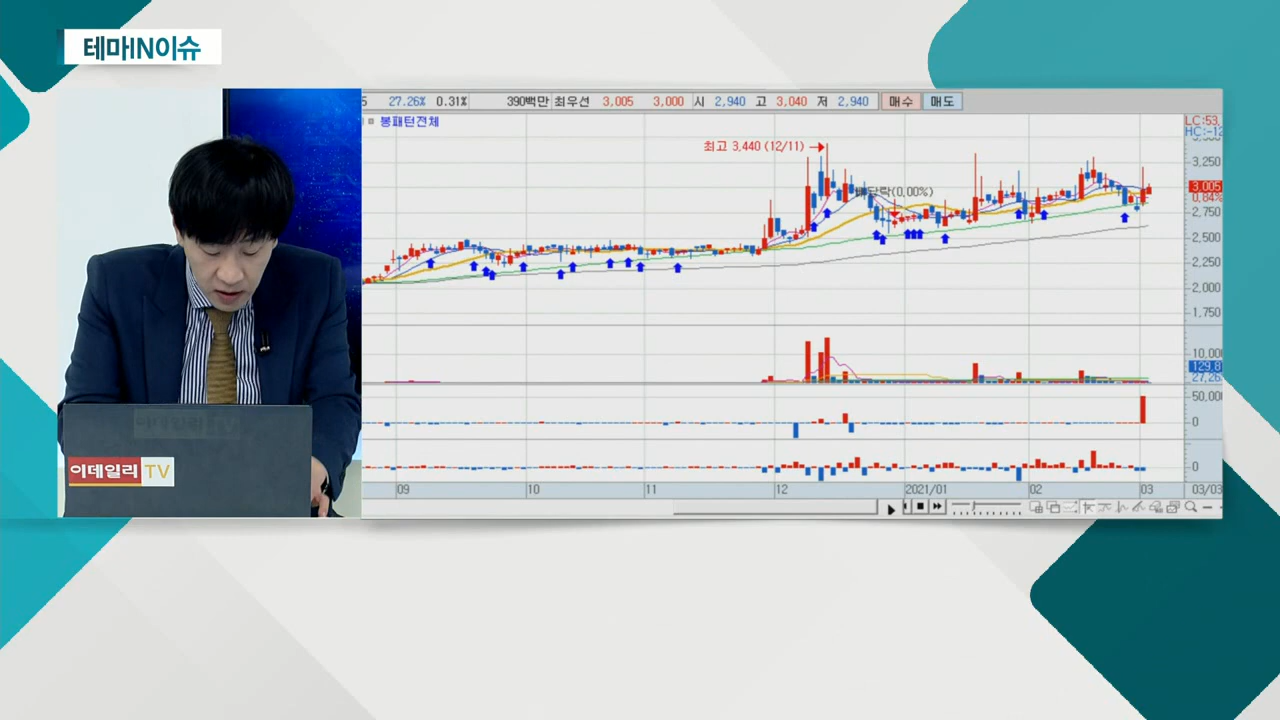 테마IN이슈
27.26% 0.31% 390백만 최우선 3,005 3,000 시 2,940 고 3,040 저 2,940 매수 매도
봉패턴전체
LC:53.
HC:-12
최고 3,440 (12/11)
3,250
3,005
0.84%
배당락(0.00%)
2,750
2,500
2,250
2,000
1,750
10,000
129,8
27,26
50,000
0
0
이데일리TV
09 10 11 12 2021/01 02 03 03/03